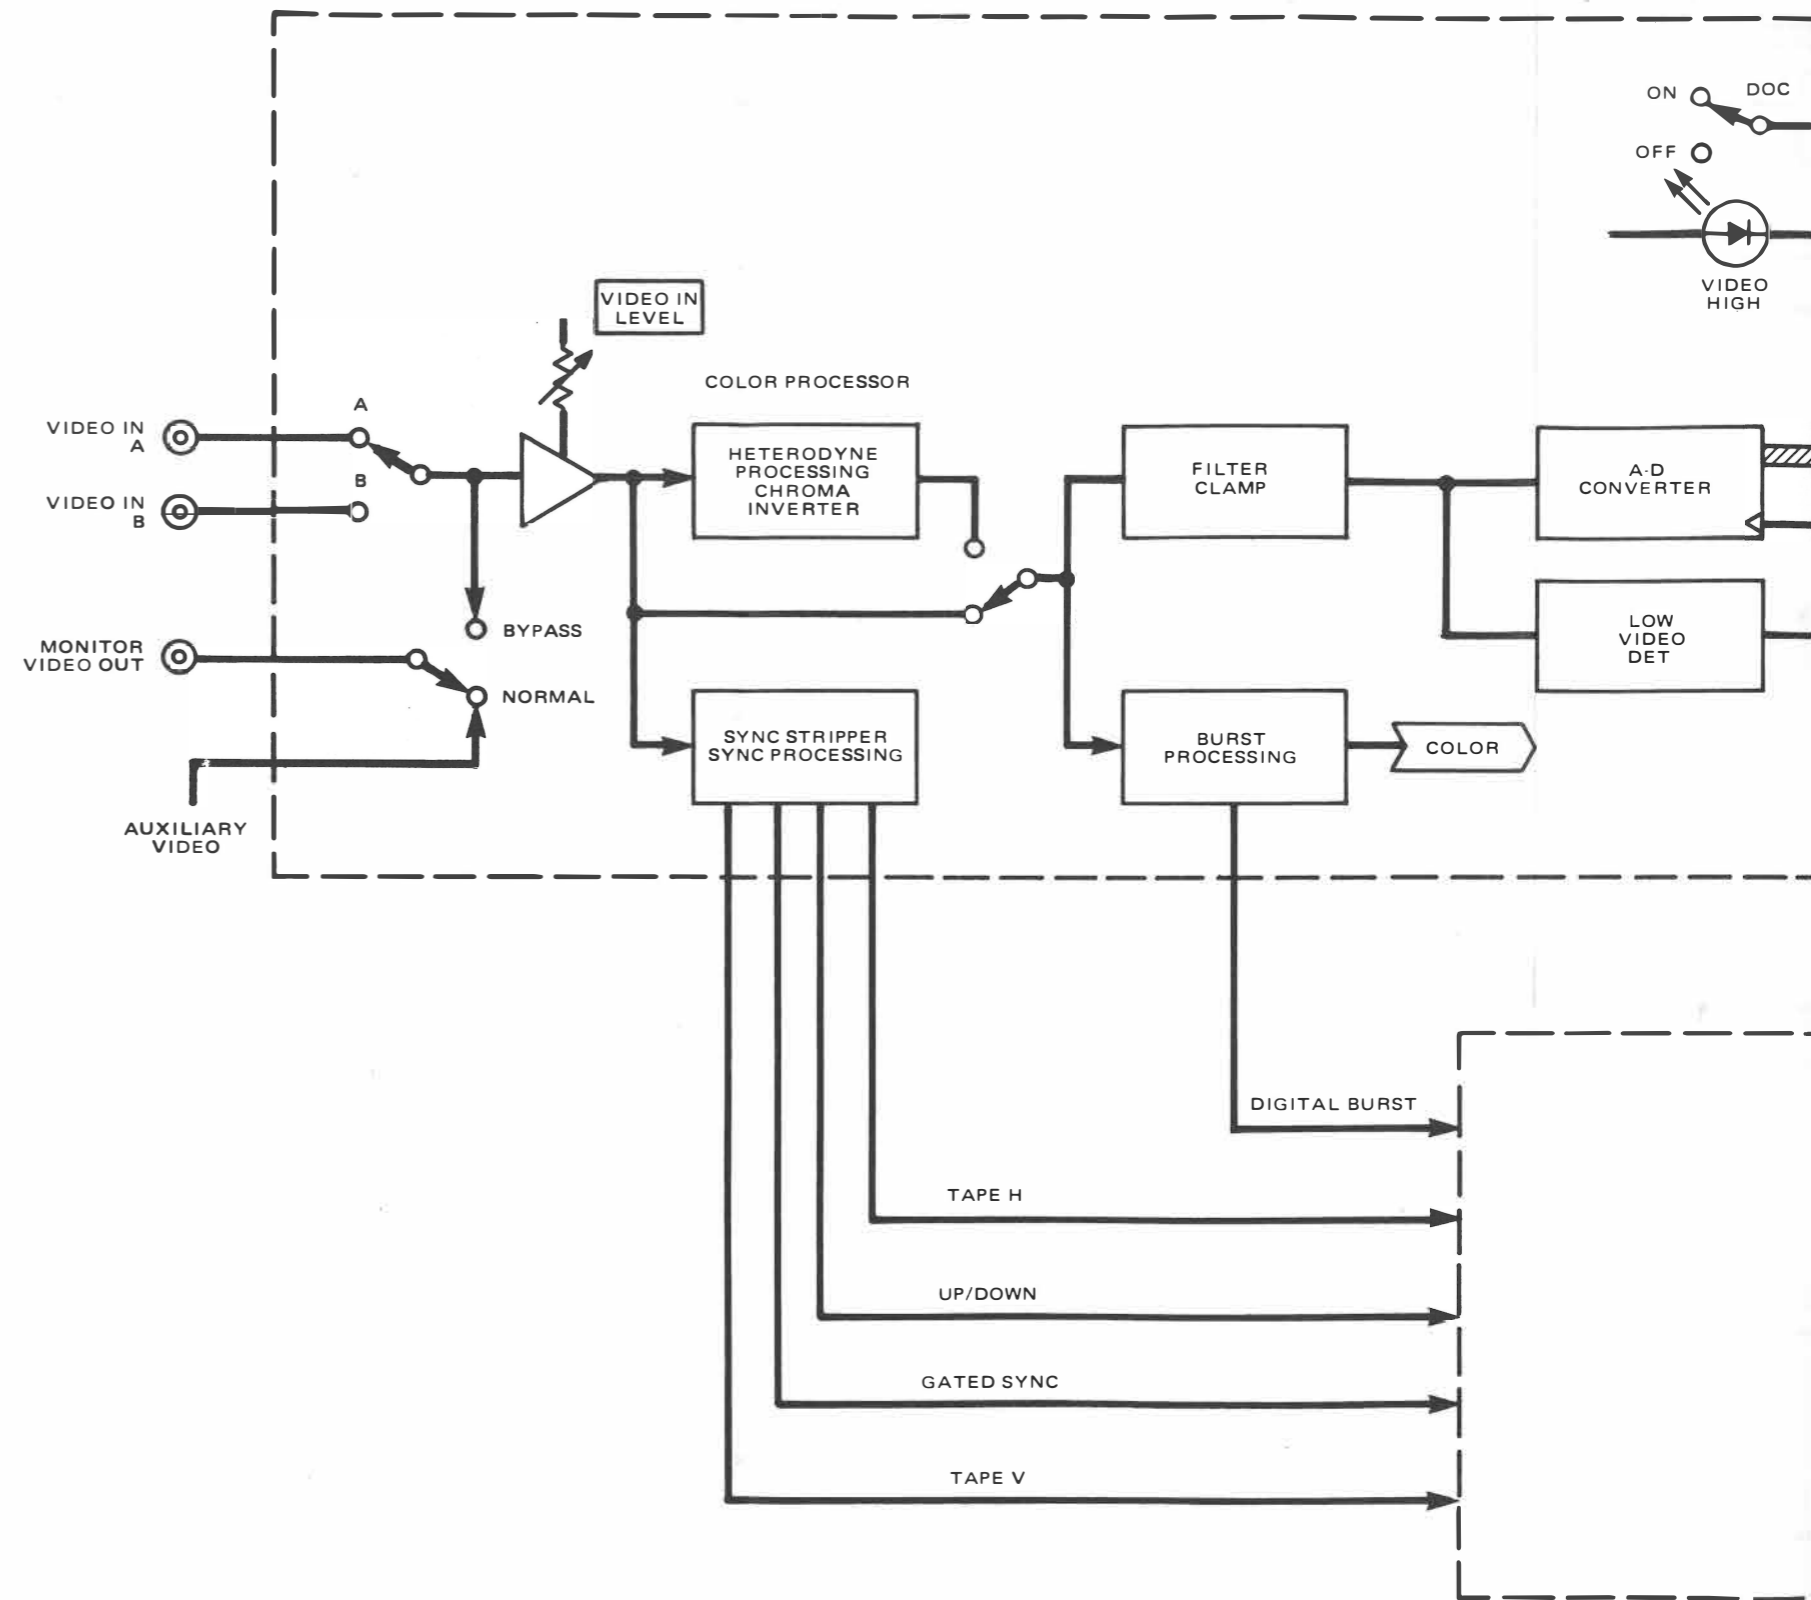 ON
DOC
OFF
VIDEO
HIGH
VIDEO IN
LEVEL
COLOR PROCESSOR
VIDEO IN
A
A
B
VIDEO IN
B
HETERODYNE
PROCESSING
CHROMA
INVERTER
FILTER
CLAMP
A-D
CONVERTER
LOW
VIDEO
DET
BYPASS
MONITOR
VIDEO OUT
NORMAL
SYNC STRIPPER
SYNC PROCESSING
BURST
PROCESSING
COLOR
AUXILIARY
VIDEO
DIGITAL BURST
TAPE H
UP/DOWN
GATED SYNC
TAPE V